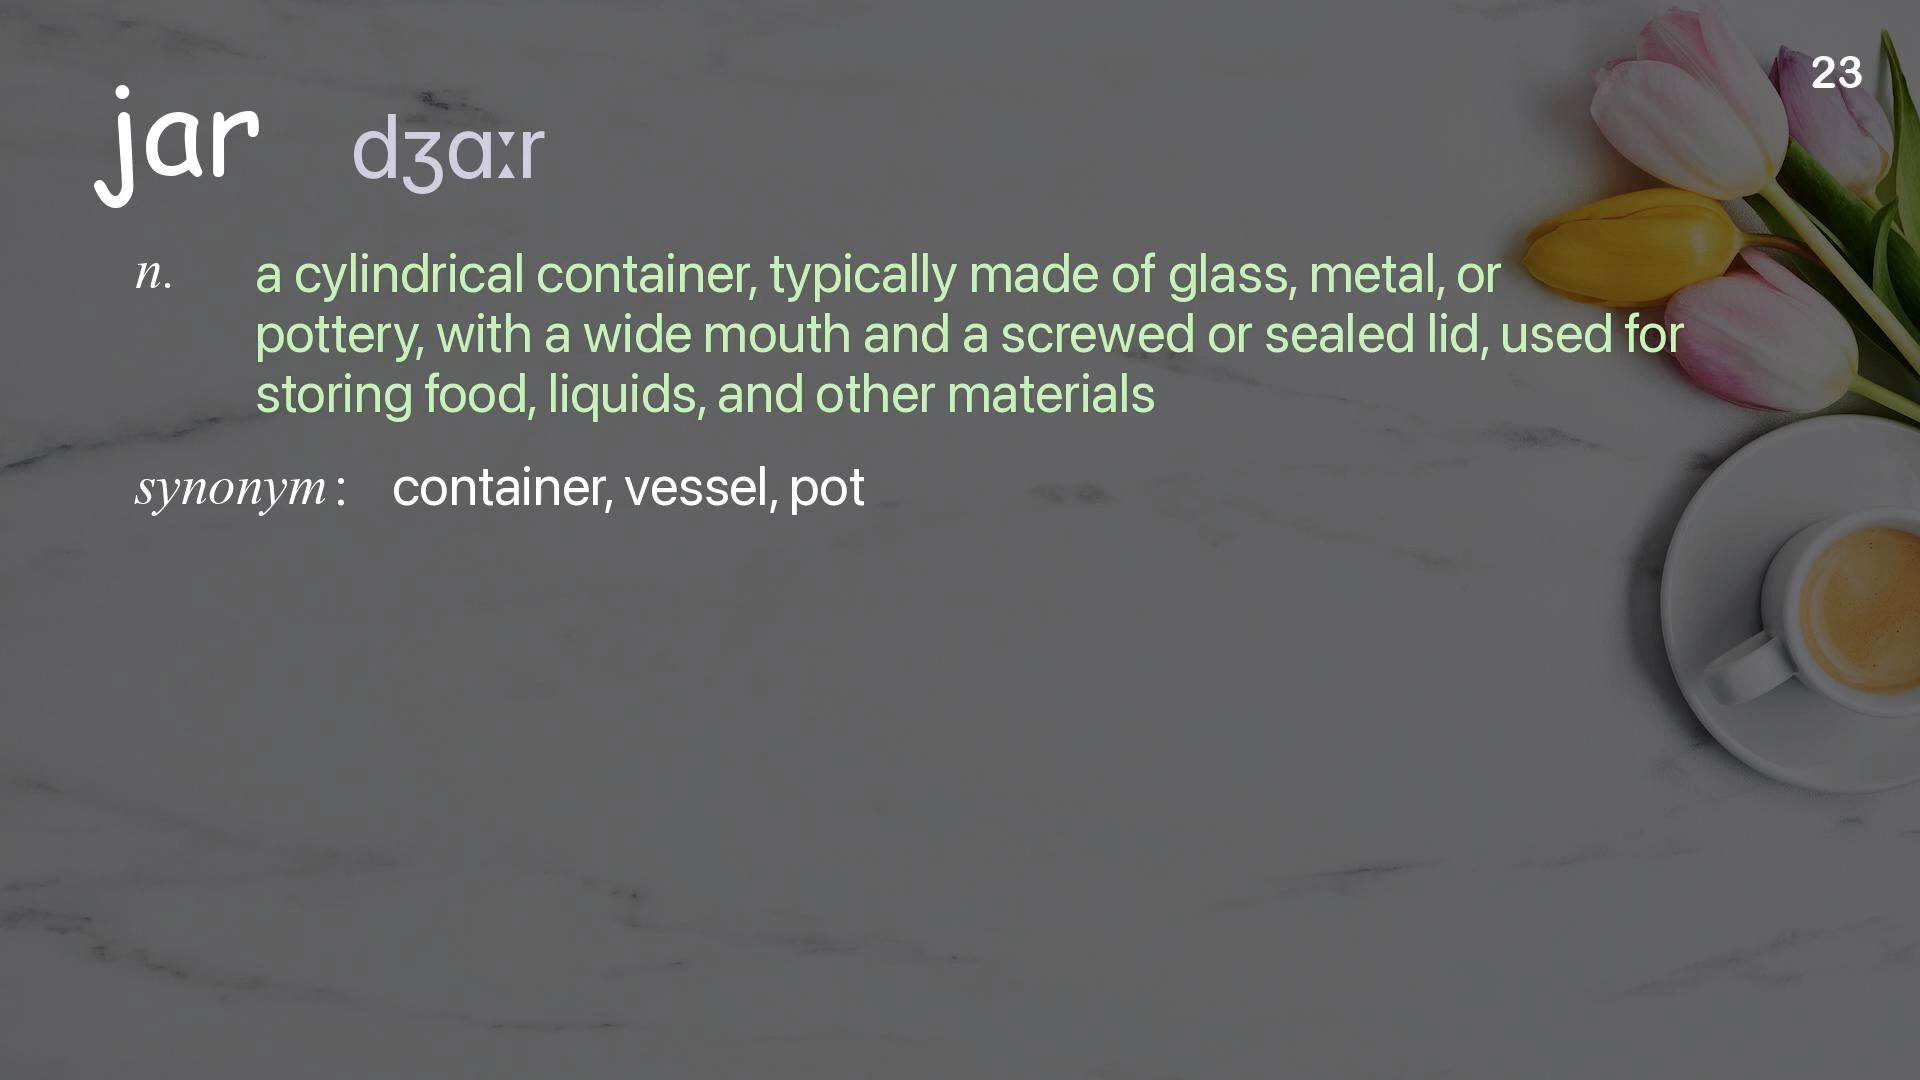 23
jar dʒɑːr
n. a cylindrical container, typically made of glass, metal, or
pottery, with a wide mouth and a screwed or sealed lid, used for
storing food, liquids, and other materials
synonym : container, vessel, pot